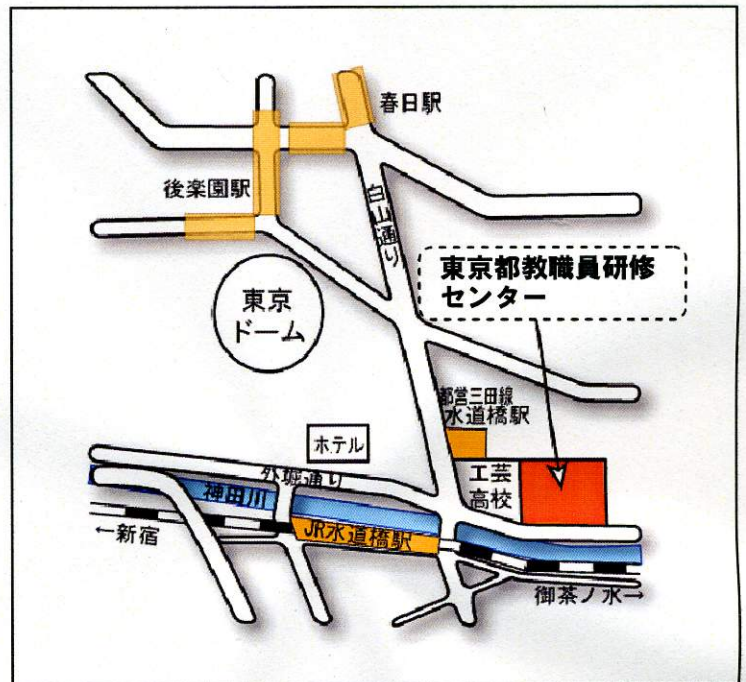 春日駅
後楽園駅
白山通り
東京都教職員研修
センター
東京
ドーム
都営三田線
水道橋駅
ホテル
外堀通り
工芸
高校
神田川
JR水道橋駅
←新宿
御茶ノ水→